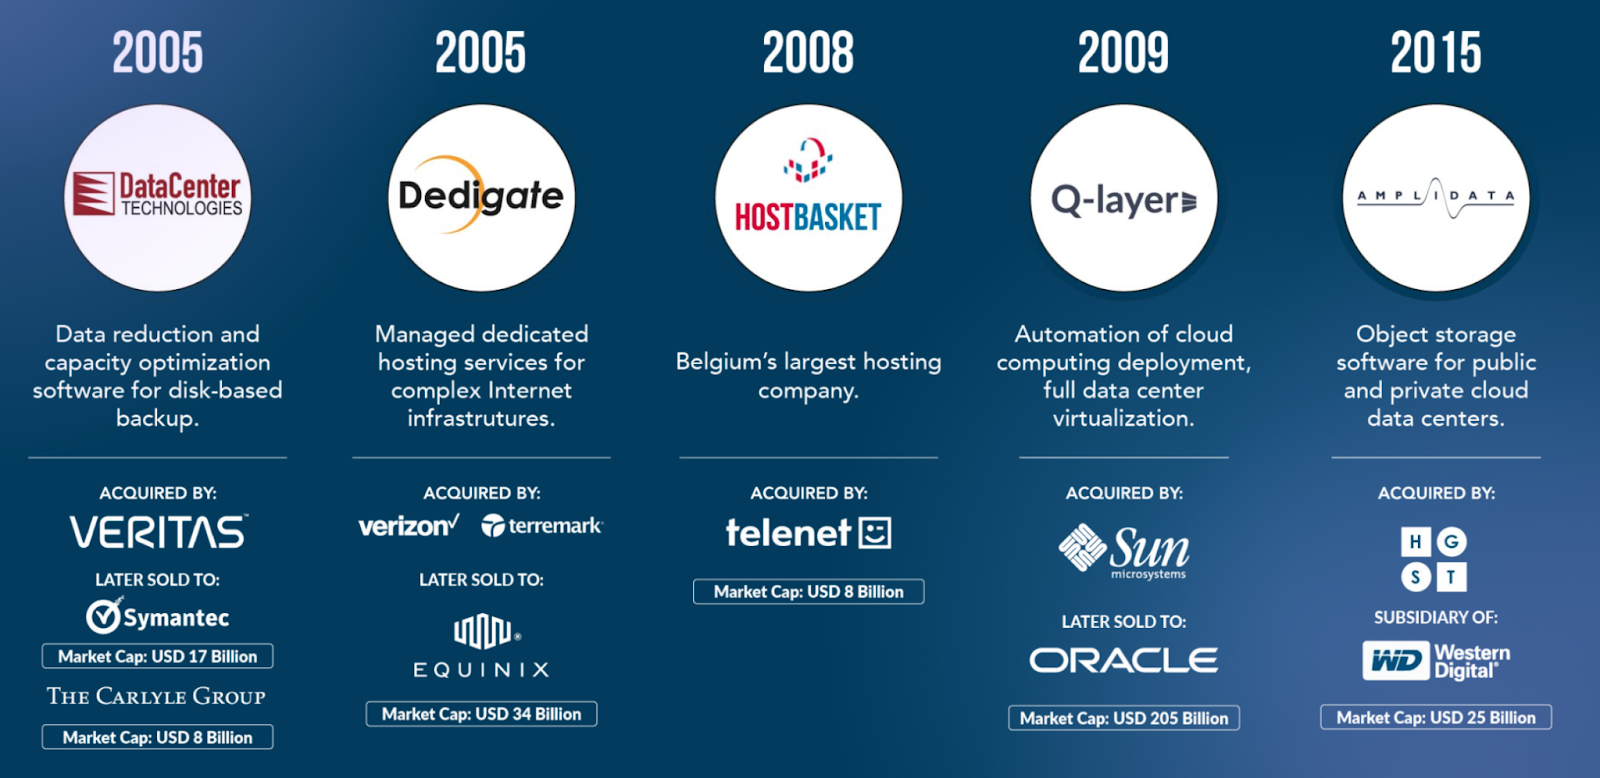 2005
DataCenter
TECHNOLOGIES
Data reduction and
capacity optimization
software for disk-based
backup.
ACQUIRED BY:
VERITAS™
LATER SOLD TO:
Symantec
Market Cap: USD 17 Billion
THE CARLYLE GROUP
Market Cap: USD 8 Billion
2005
Dedigate
Managed dedicated
hosting services for
complex Internet
infrastrutures.
ACQUIRED BY:
verizon✓ terremark
LATER SOLD TO:
EQUINIX
Market Cap: USD 34 Billion
2008
HOSTBASKET
Belgium's largest hosting
company.
ACQUIRED BY:
telenet
Market Cap: USD 8 Billion
2009
Q-layer
Automation of cloud
computing deployment,
full data center
virtualization.
ACQUIRED BY:
Sun
microsystems
LATER SOLD TO:
ORACLE
Market Cap: USD 205 Billion
2015
AMPLIDATA
Object storage
software for public
and private cloud
data centers.
ACQUIRED BY:
HG
ST
SUBSIDIARY OF:
WD Western
Digital®
Market Cap: USD 25 Billion